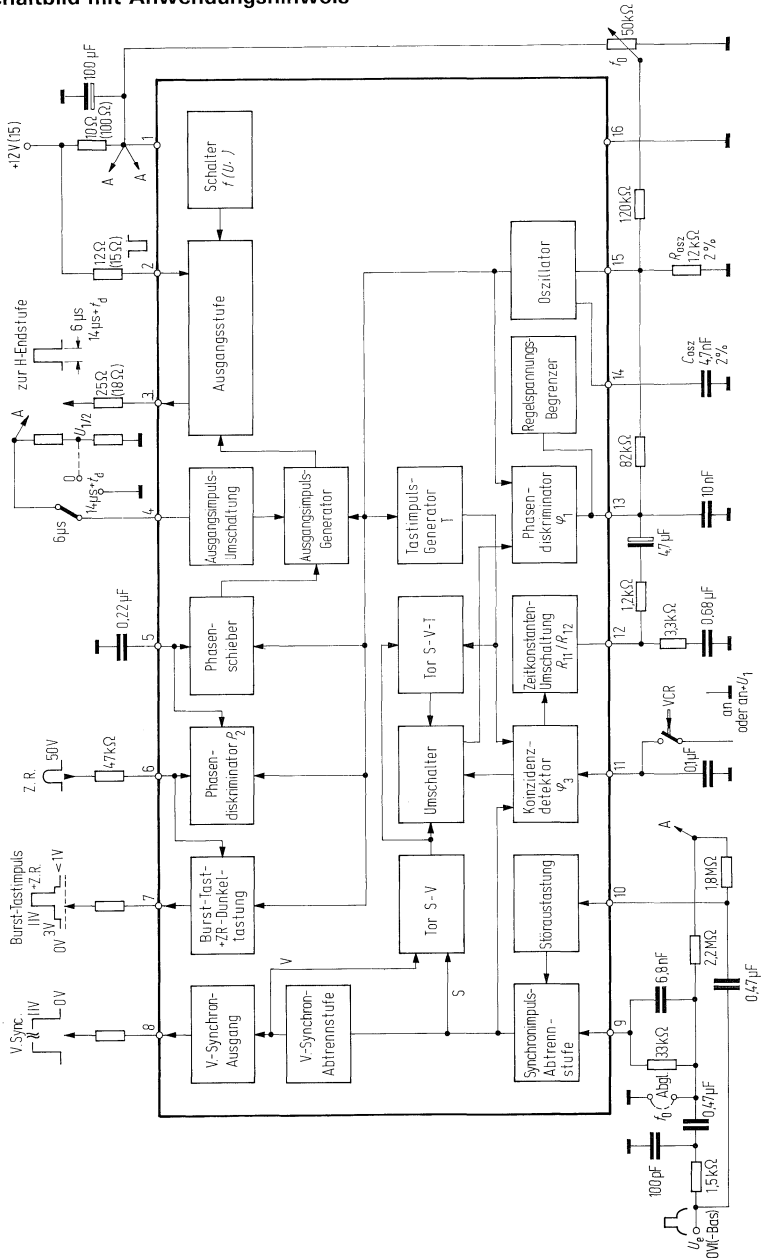 Schaltbild mit Anwendungshinweis
+12V(15)
10Ω
(100Ω)
100 µF
A
A
1
12Ω
(15Ω)
2
zur H-Endstufe
6 µs
14µs+td
25Ω
(18Ω)
3
A
U1/2
0
14µs+td
6µs
4
0,22µF
5
Z.R.
50V
47kΩ
6
Burst-Tastimpuls
11V
+Z.R.
3V
0V
<1V
7
V.Sync.
11V
0V
8
Schalter
Ausgangsstufe
Ausgangsimpuls-
Umschaltung
Ausgangsimpuls-
Generator
Phasen-
schieber
Phasen-
diskriminator
Burst-Tast-
+ZR-Dunkel-
tastung
V.-Synchron-
Ausgang
V.-Synchron-
Abtrennstufe
V
S
Tor S-V
Umschalter
Tor S-V-T
Tastimpuls-
Generator
T
Oszillator
Regelspannungs-
Begrenzer
Phasen-
diskriminator
φ1
Zeitkonstanten-
Umschaltung
R11/R12
Koinzidenz-
detektor
φ3
Störaustastung
Synchronimpuls-
Abtrenn-
stufe
f0
50kΩ
16
120kΩ
15
Rosz
12kΩ
2%
14
Cosz
4,7nF
2%
82kΩ
13
10nF
4,7µF
1,2kΩ
12
3,3kΩ
0,68µF
11
0,1µF
VCR
an
oder an+U1
10
A
1,8MΩ
2,2MΩ
0,47µF
9
6,8nF
33kΩ
f0 (Abgl.)
0,47µF
100pF
1,5kΩ
Ue
(-Bas)